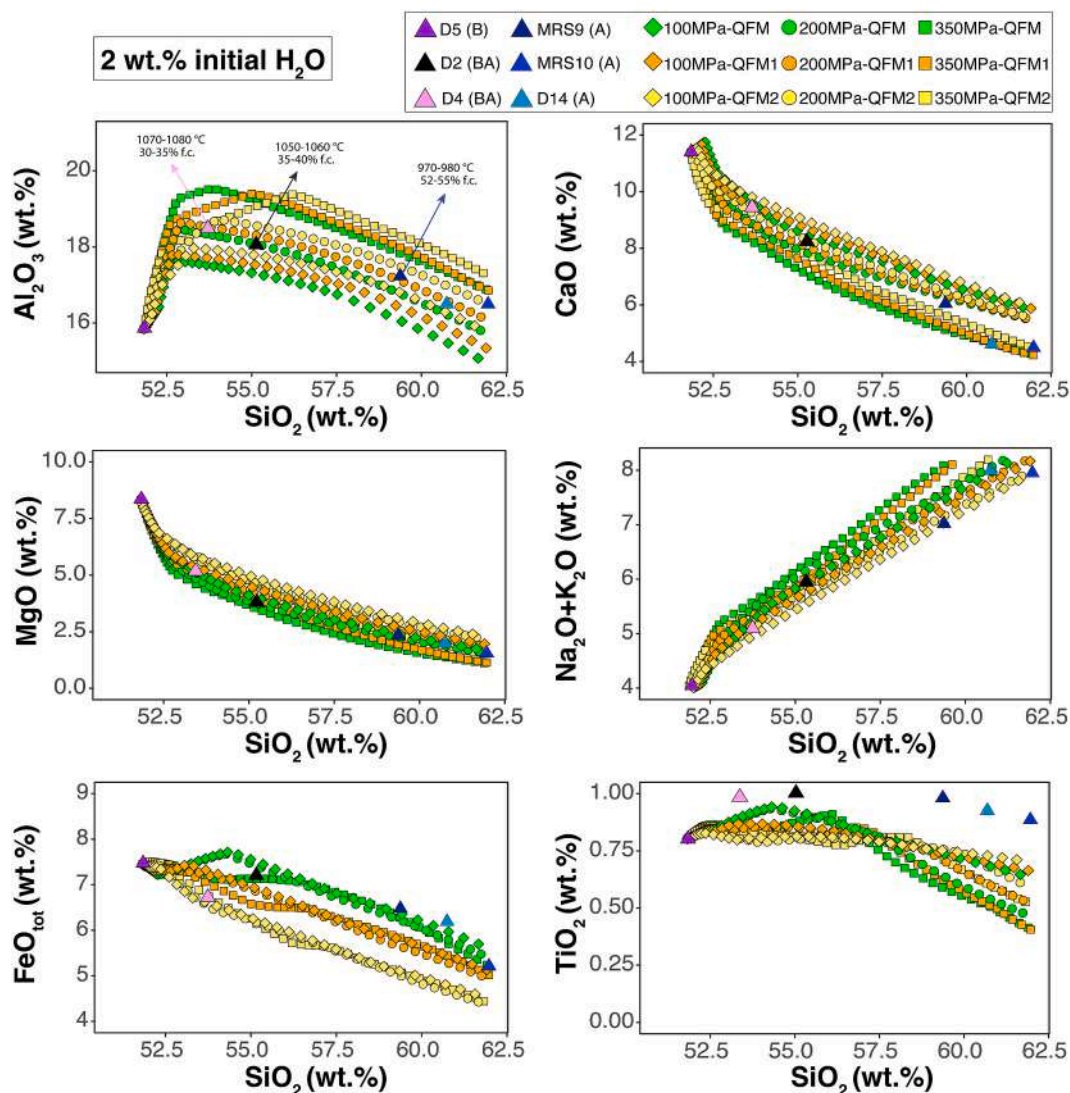 2 wt.% initial H₂O
D5 (B) MRS9 (A) 100MPa-QFM 200MPa-QFM 350MPa-QFM
D2 (BA) MRS10 (A) 100MPa-QFM1 200MPa-QFM1 350MPa-QFM1
D4 (BA) D14 (A) 100MPa-QFM2 200MPa-QFM2 350MPa-QFM2
Al₂O₃ (wt.%)
20
18
16
1070-1080 °C
30-35% f.c.
1050-1060 °C
35-40% f.c.
970-980 °C
52-55% f.c.
52.5 55.0 57.5 60.0 62.5
SiO₂ (wt.%)
CaO (wt.%)
12
10
8
6
4
52.5 55.0 57.5 60.0 62.5
SiO₂ (wt.%)
MgO (wt.%)
10.0
7.5
5.0
2.5
0.0
52.5 55.0 57.5 60.0 62.5
SiO₂ (wt.%)
Na₂O+K₂O (wt.%)
8
7
6
5
4
52.5 55.0 57.5 60.0 62.5
SiO₂ (wt.%)
FeOtot (wt.%)
9
8
7
6
5
4
52.5 55.0 57.5 60.0 62.5
SiO₂ (wt.%)
TiO₂ (wt.%)
1.00
0.75
0.50
0.25
0.00
52.5 55.0 57.5 60.0 62.5
SiO₂ (wt.%)